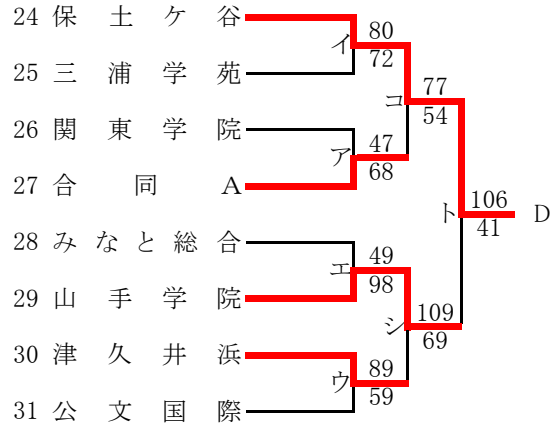 24 保土ケ谷
80
イ
72
25 三浦学苑
77
コ
54
26 関東学院
47
ア
68
27 合同A
106
ト D
41
28 みなと総合
49
エ
98
29 山手学院
109
シ
69
30 津久井浜
89
ウ
59
31 公文国際